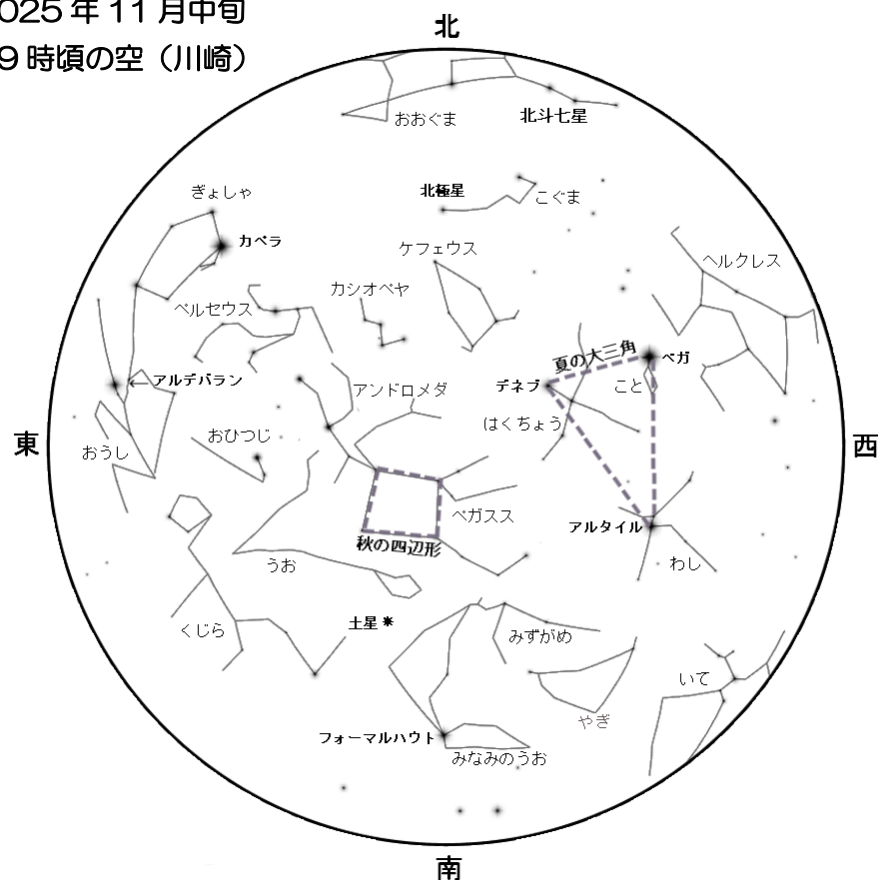 025年11月中旬
9時頃の空（川崎）
北
おおぐま
北斗七星
ぎょしゃ
北極星
こぐま
カペラ
ケフェウス
ヘルクレス
カシオペヤ
ペルセウス
夏の大三角
ベガ
アルデバラン
デネブ
こと
アンドロメダ
はくちょう
おひつじ
東
西
おうし
ペガスス
アルタイル
秋の四辺形
うお
わし
土星
くじら
みずがめ
いて
やぎ
フォーマルハウト
みなみのうお
南